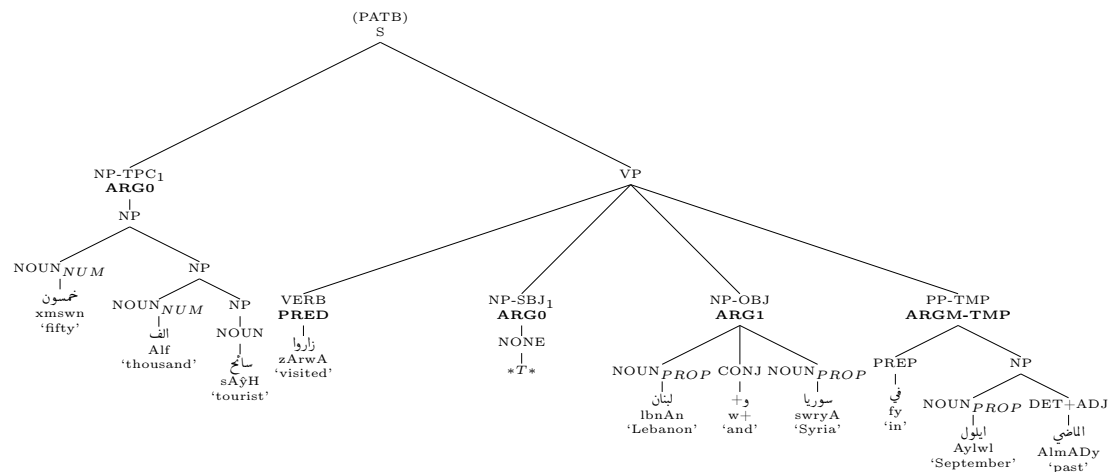 (PATB)
S
NP-TPC1 VP
ARG0
NP
NOUNNUM NP
خمسون
xmswn
‘fifty’
NOUNNUM NP
الف
Alf
‘thousand’
NOUN
سائح
sAŷH
‘tourist’
VERB NP-SBJ1 NP-OBJ PP-TMP
PRED ARG0 ARG1 ARGM-TMP
زاروا
zArwA
‘visited’
NONE
*T*
NOUNPROP CONJ NOUNPROP
لبنان و+ سوريا
lbnAn w+ swryA
‘Lebanon’ ‘and’ ‘Syria’
PREP NP
في
fy
‘in’
NOUNPROP DET+ADJ
ايلول الماضي
Aylwl AlmADy
‘September’ ‘past’